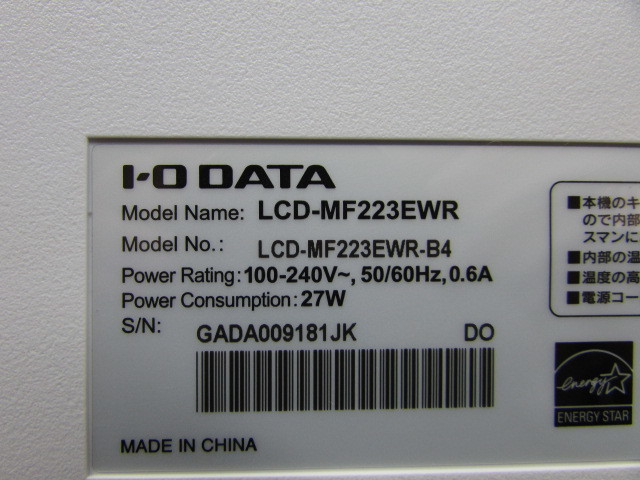 I-O DATA
Model Name: LCD-MF223EWR
Model No.: LCD-MF223EWR-B4
Power Rating: 100-240V~, 50/60Hz, 0.6A
Power Consumption: 27W
S/N: GADA009181JK DO
MADE IN CHINA
■本機のキ
ので内部
スマンに
■内部の温
■温度の高
■電源コー
energy
ENERGY STAR